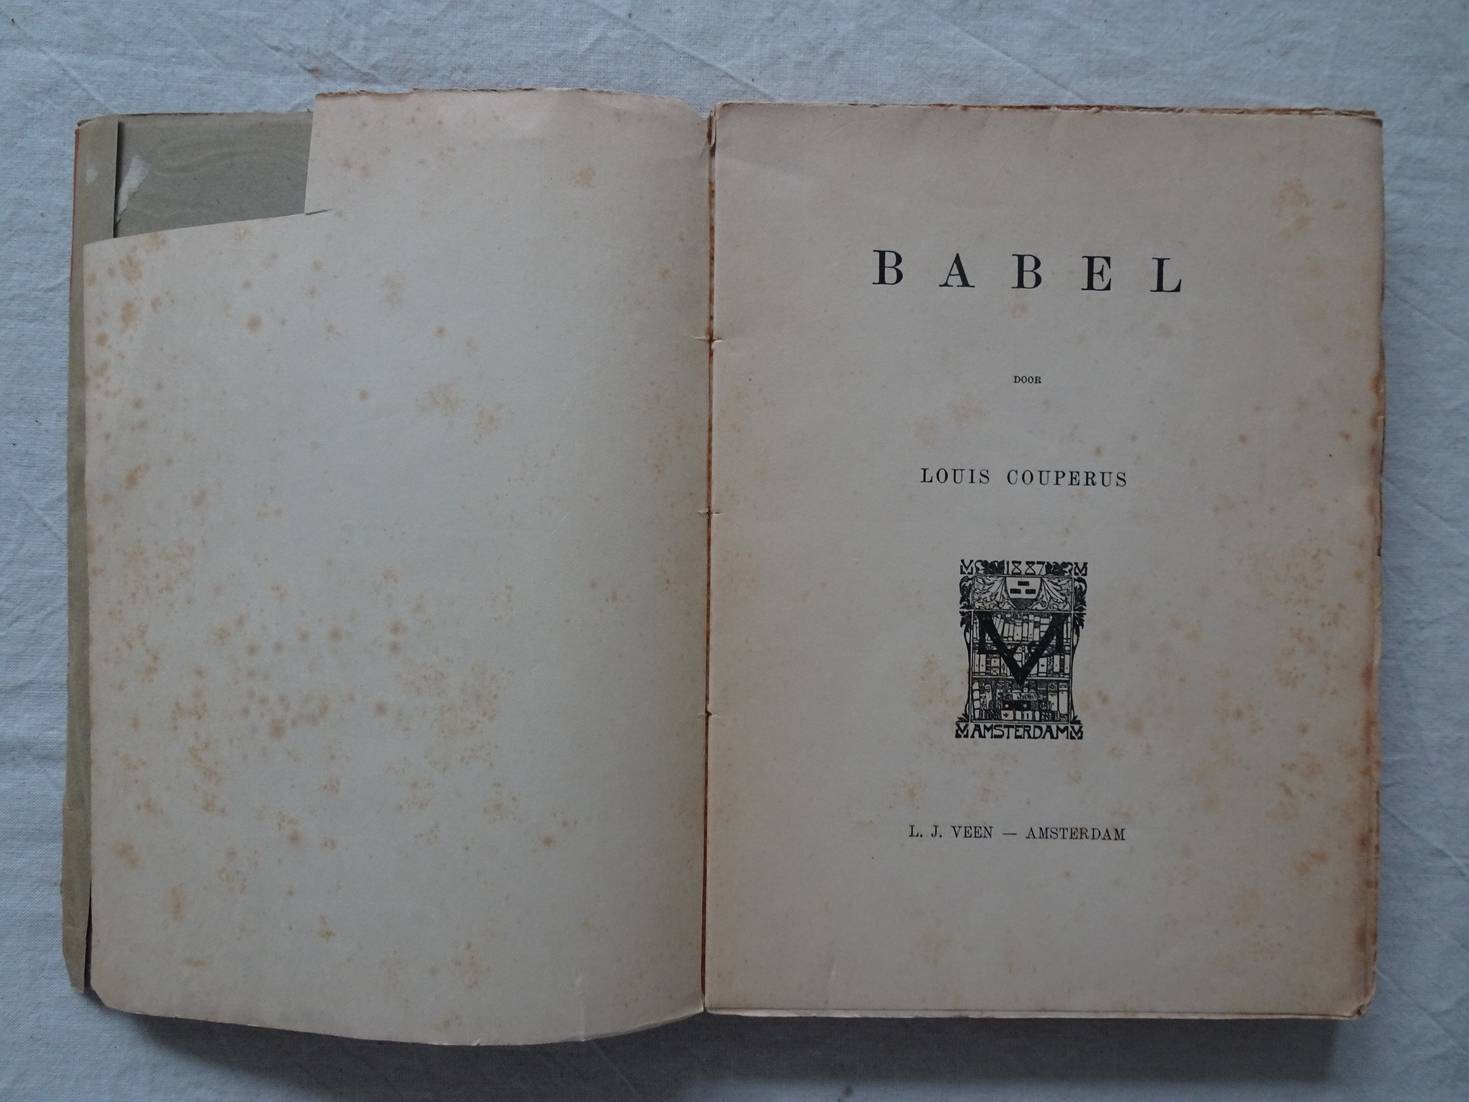 BABEL
DOOR
LOUIS COUPERUS
1887
AMSTERDAM
L. J. VEEN — AMSTERDAM